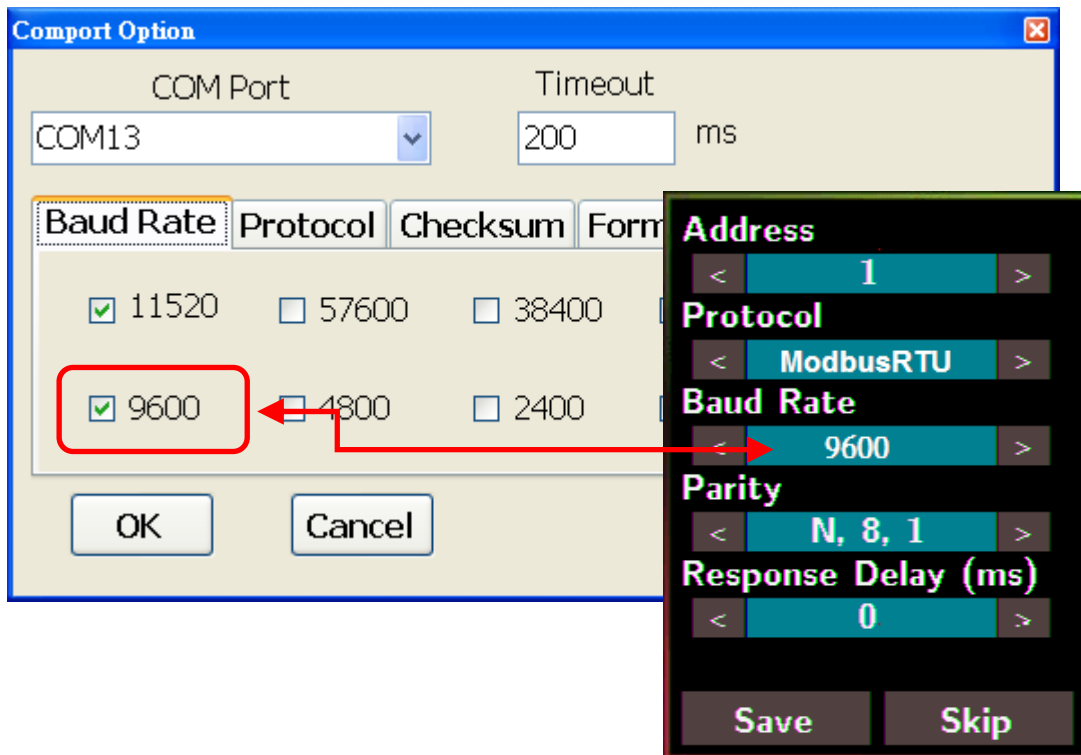 Comport Option
COM Port
Timeout
COM13
200
ms
Baud Rate
Protocol
Checksum
Form
11520
57600
38400
9600
4800
2400
OK
Cancel
Address
< 1 >
Protocol
< ModbusRTU >
Baud Rate
< 9600 >
Parity
< N, 8, 1 >
Response Delay (ms)
< 0 >
Save
Skip